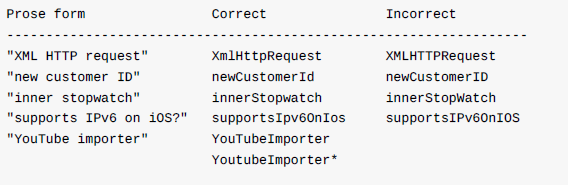 Prose form Correct Incorrect
------------------------------------------------------------------
"XML HTTP request" XmlHttpRequest XMLHTTPRequest
"new customer ID" newCustomerId newCustomerID
"inner stopwatch" innerStopwatch innerStopWatch
"supports IPv6 on iOS?" supportsIpv6OnIos supportsIPv6OnIOS
"YouTube importer" YouTubeImporter
YoutubeImporter*